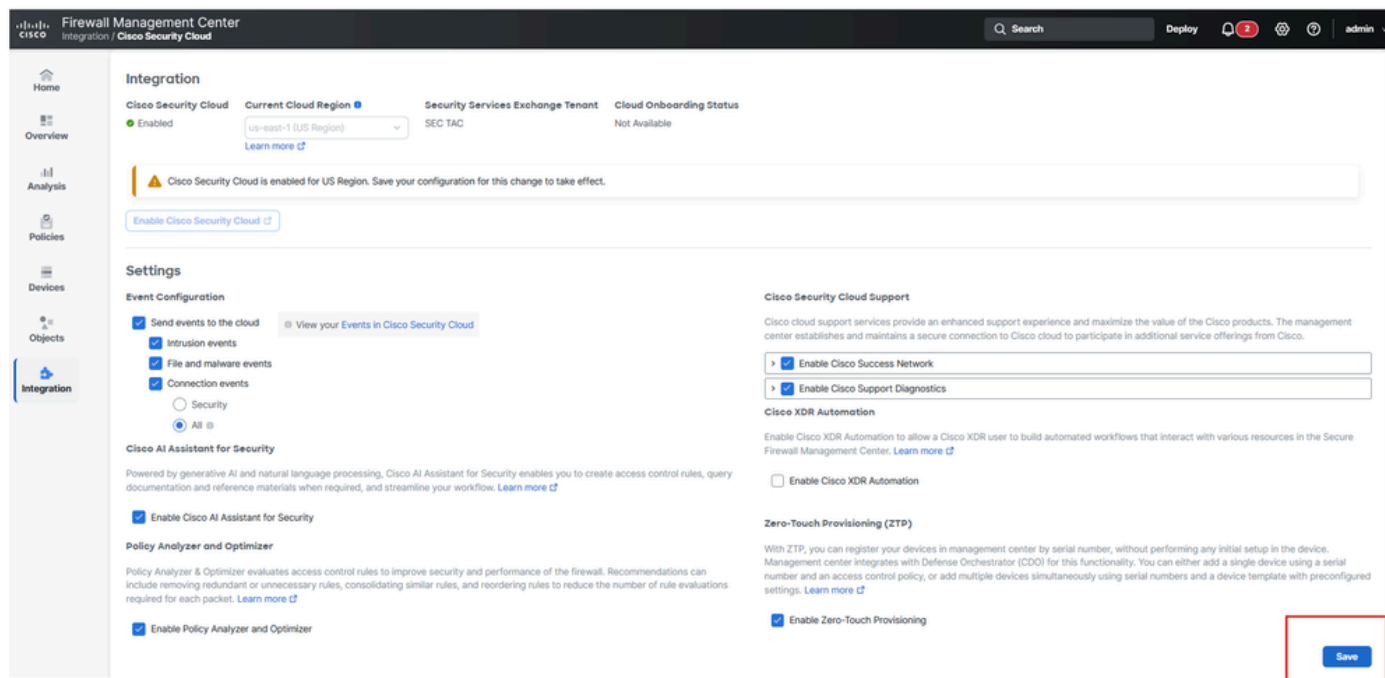 Firewall Management Center
CISCO
Integration / Cisco Security Cloud
Search
Deploy
2
admin
Home
Overview
Analysis
Policies
Devices
Objects
Integration
Integration
Cisco Security Cloud
Enabled
Current Cloud Region
us-east-1 (US Region)
Learn more
Security Services Exchange Tenant
SEC TAC
Cloud Onboarding Status
Not Available
Cisco Security Cloud is enabled for US Region. Save your configuration for this change to take effect.
Enable Cisco Security Cloud
Settings
Event Configuration
Send events to the cloud
View your Events in Cisco Security Cloud
Intrusion events
File and malware events
Connection events
Security
All
Cisco AI Assistant for Security
Powered by generative AI and natural language processing, Cisco AI Assistant for Security enables you to create access control rules, query
documentation and reference materials when required, and streamline your workflow. Learn more
Enable Cisco AI Assistant for Security
Policy Analyzer and Optimizer
Policy Analyzer & Optimizer evaluates access control rules to improve security and performance of the firewall. Recommendations can
include removing redundant or unnecessary rules, consolidating similar rules, and reordering rules to reduce the number of rule evaluations
required for each packet. Learn more
Enable Policy Analyzer and Optimizer
Cisco Security Cloud Support
Cisco cloud support services provide an enhanced support experience and maximize the value of the Cisco products. The management
center establishes and maintains a secure connection to Cisco cloud to participate in additional service offerings from Cisco.
Enable Cisco Success Network
Enable Cisco Support Diagnostics
Cisco XDR Automation
Enable Cisco XDR Automation to allow a Cisco XDR user to build automated workflows that interact with various resources in the Secure
Firewall Management Center. Learn more
Enable Cisco XDR Automation
Zero-Touch Provisioning (ZTP)
With ZTP, you can register your devices in management center by serial number, without performing any initial setup in the device.
Management center integrates with Defense Orchestrator (CDO) for this functionality. You can either add a single device using a serial
number and an access control policy, or add multiple devices simultaneously using serial numbers and a device template with preconfigured
settings. Learn more
Enable Zero-Touch Provisioning
Save